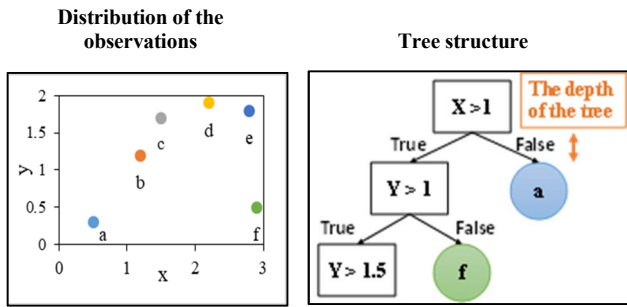 Distribution of the
observations
2
1.5
1
0.5
0
y
a
b
c
d
e
f
0 1 2 3
x
Tree structure
X >1
The depth
of the tree
True False
Y > 1
a
True False
Y > 1.5
f